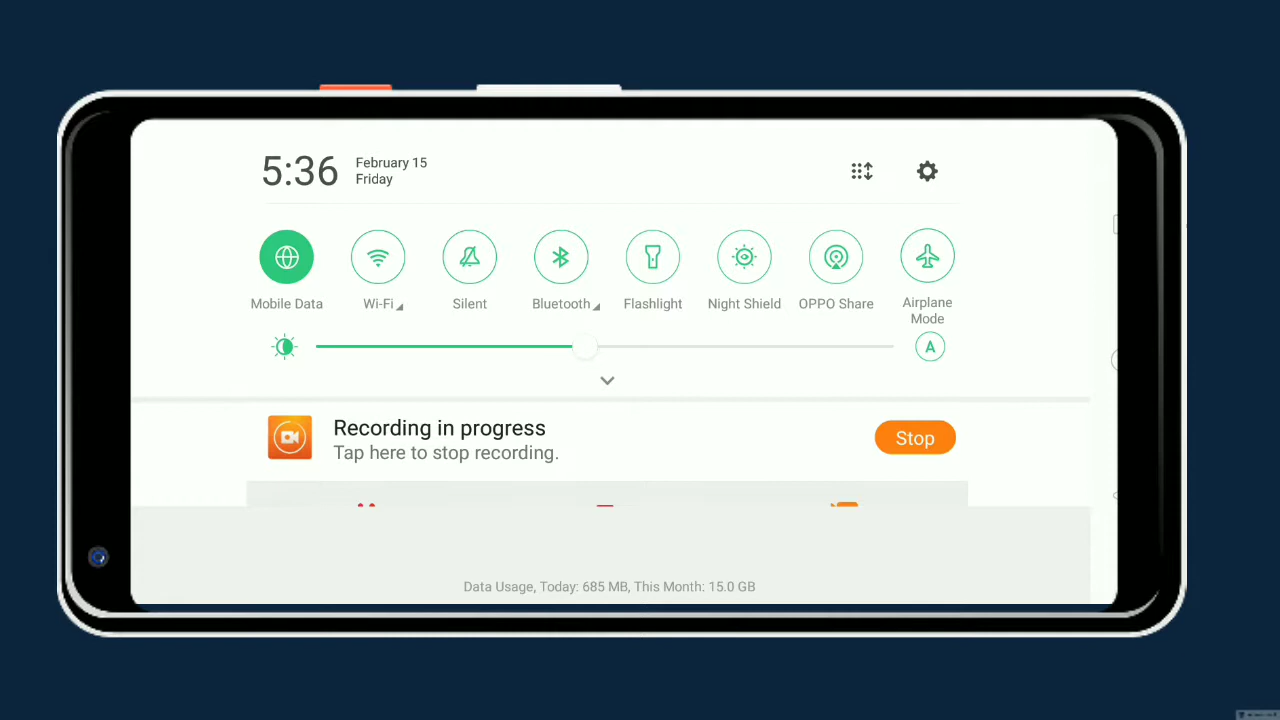 5:36
February 15
Friday
Mobile Data
Wi-Fi
Silent
Bluetooth
Flashlight
Night Shield
OPPO Share
Airplane
Mode
A
Recording in progress
Tap here to stop recording.
Stop
Data Usage, Today: 685 MB, This Month: 15.0 GB